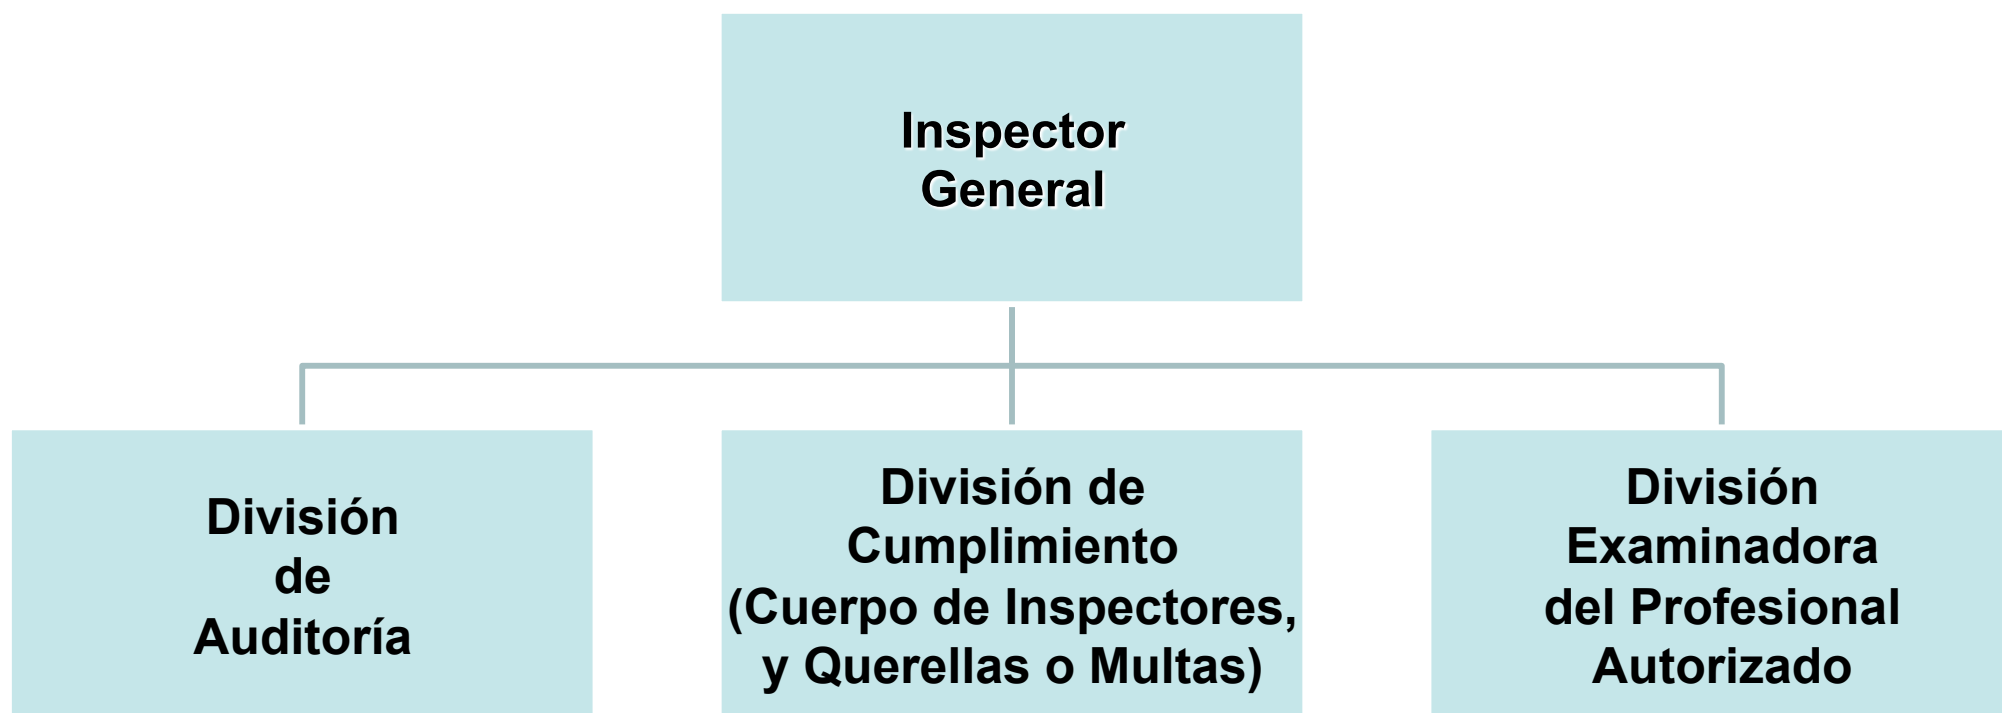 Inspector
General
División
de
Auditoría
División de
Cumplimiento
(Cuerpo de Inspectores,
y Querellas o Multas)
División
Examinadora
del Profesional
Autorizado